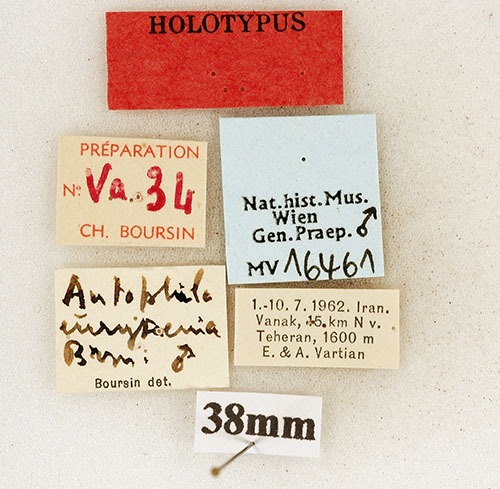 HOLOTYPUS
PRÉPARATION
Nº Va. 34
CH. BOURSIN
Nat.hist.Mus.
Wien
Gen.Praep. ♂
MV 16461
Autophila
eurytaenia
Brsn. ♂
Boursin det.
1.-10. 7. 1962. Iran.
Vanak, 15.km N v.
Teheran, 1600 m
E. & A. Vartian
38mm